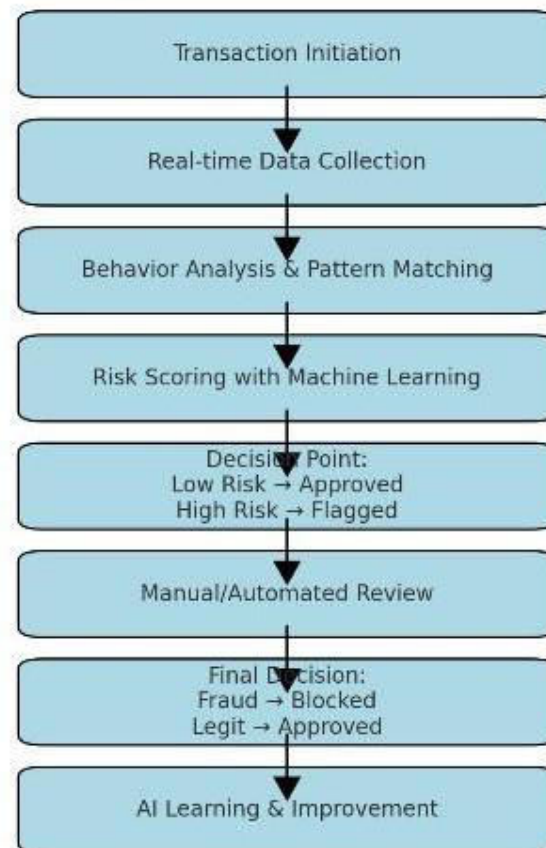 Transaction Initiation
Real-time Data Collection
Behavior Analysis & Pattern Matching
Risk Scoring with Machine Learning
Decision Point:
Low Risk → Approved
High Risk → Flagged
Manual/Automated Review
Final Decision:
Fraud → Blocked
Legit → Approved
AI Learning & Improvement